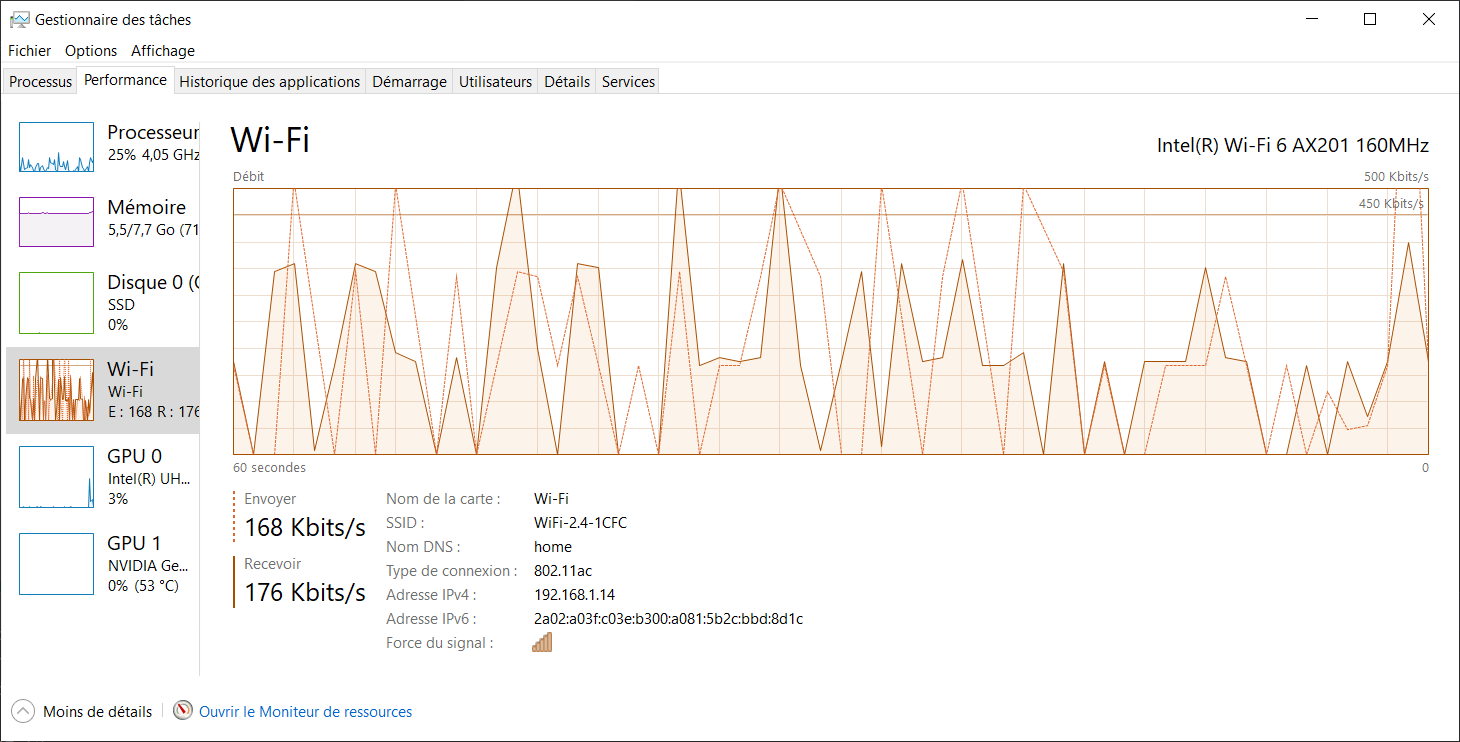 Gestionnaire des tâches
Fichier Options Affichage
Processus Performance Historique des applications Démarrage Utilisateurs Détails Services
Processeur
25% 4,05 GHz
Mémoire
5,5/7,7 Go (71
Disque 0 (C
SSD
0%
Wi-Fi
Wi-Fi
E : 168 R : 176
GPU 0
Intel(R) UH...
3%
GPU 1
NVIDIA Ge...
0% (53 °C)
Wi-Fi
Intel(R) Wi-Fi 6 AX201 160MHz
Débit
500 Kbits/s
450 Kbits/s
60 secondes
0
Envoyer
168 Kbits/s
Recevoir
176 Kbits/s
Nom de la carte : Wi-Fi
SSID : WiFi-2.4-1CFC
Nom DNS : home
Type de connexion : 802.11ac
Adresse IPv4 : 192.168.1.14
Adresse IPv6 : 2a02:a03f:c03e:b300:a081:5b2c:bbd:8d1c
Force du signal :
Moins de détails
Ouvrir le Moniteur de ressources